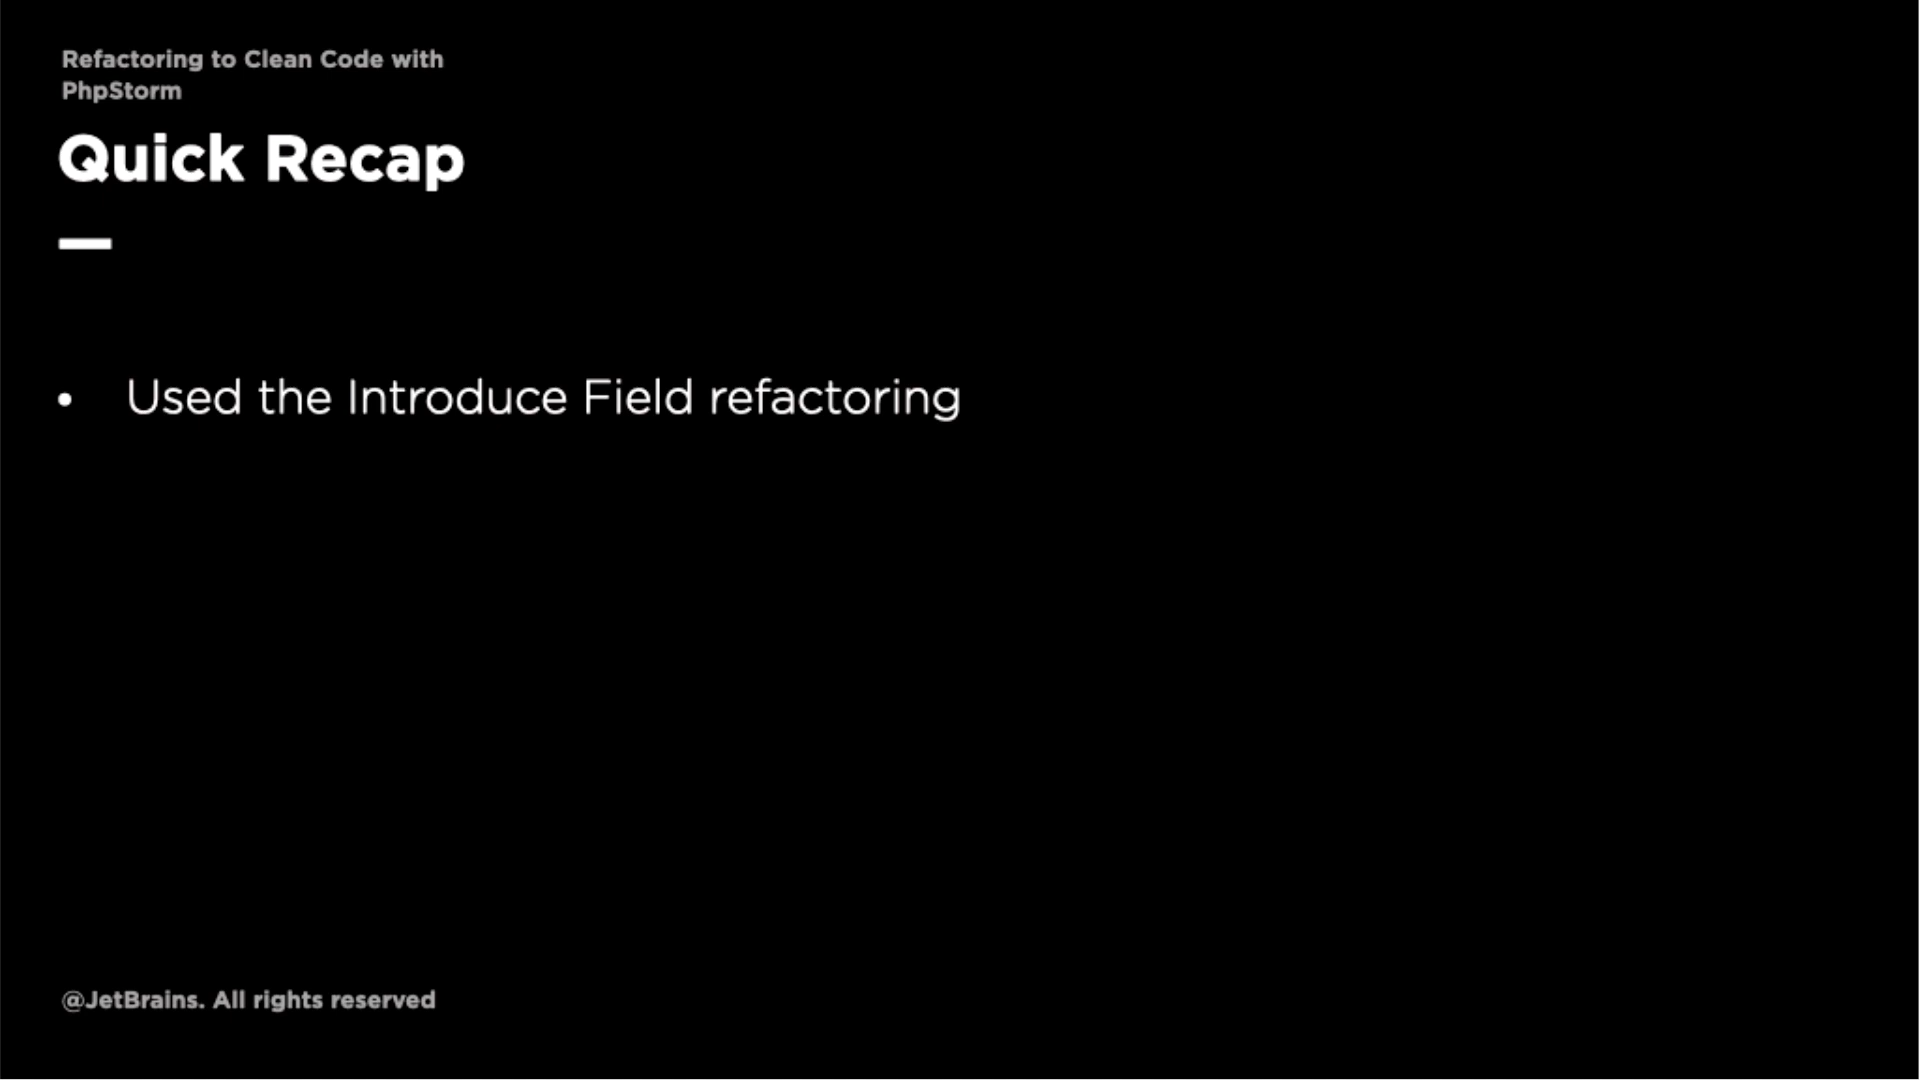 Refactoring to Clean Code with
PhpStorm
Quick Recap
• Used the Introduce Field refactoring
@JetBrains. All rights reserved